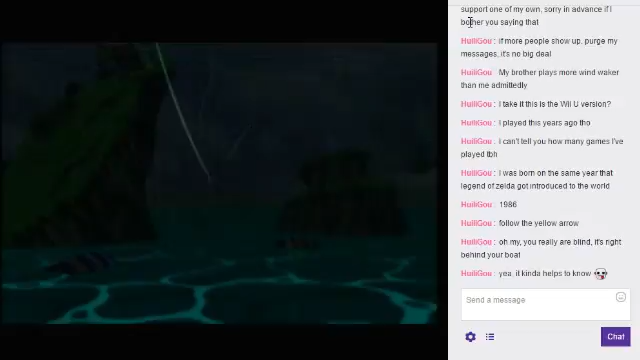 support one of my own, sorry in advance if I
bother you saying that
HuiliGou: if more people show up, purge my
messages, it's no big deal
HuiliGou: My brother plays more wind waker
than me admittedly
HuiliGou: I take it this is the Wii U version?
HuiliGou: I played this years ago tho
HuiliGou: I can't tell you how many games I've
played tbh
HuiliGou: I was born on the same year that
legend of zelda got introduced to the world
HuiliGou: 1986
HuiliGou: follow the yellow arrow
HuiliGou: oh my, you really are blind, it's right
behind your boat
HuiliGou: yea, it kinda helps to know
Send a message
Chat